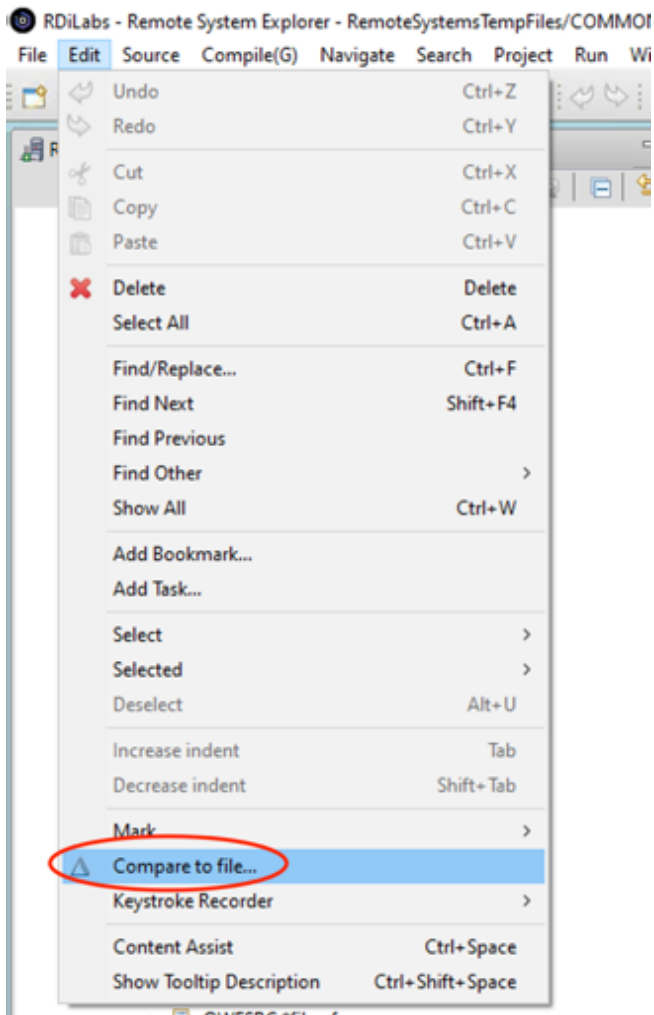 RDiLabs - Remote System Explorer - RemoteSystemsTempFiles/COMMON
File Edit Source Compile(G) Navigate Search Project Run Wi
Undo Ctrl+Z
Redo Ctrl+Y
R
Cut Ctrl+X
Copy Ctrl+C
Paste Ctrl+V
Delete Delete
Select All Ctrl+A
Find/Replace... Ctrl+F
Find Next Shift+F4
Find Previous
Find Other
Show All Ctrl+W
Add Bookmark...
Add Task...
Select
Selected
Deselect Alt+U
Increase indent Tab
Decrease indent Shift+Tab
Mark
Compare to file...
Keystroke Recorder
Content Assist Ctrl+Space
Show Tooltip Description Ctrl+Shift+Space